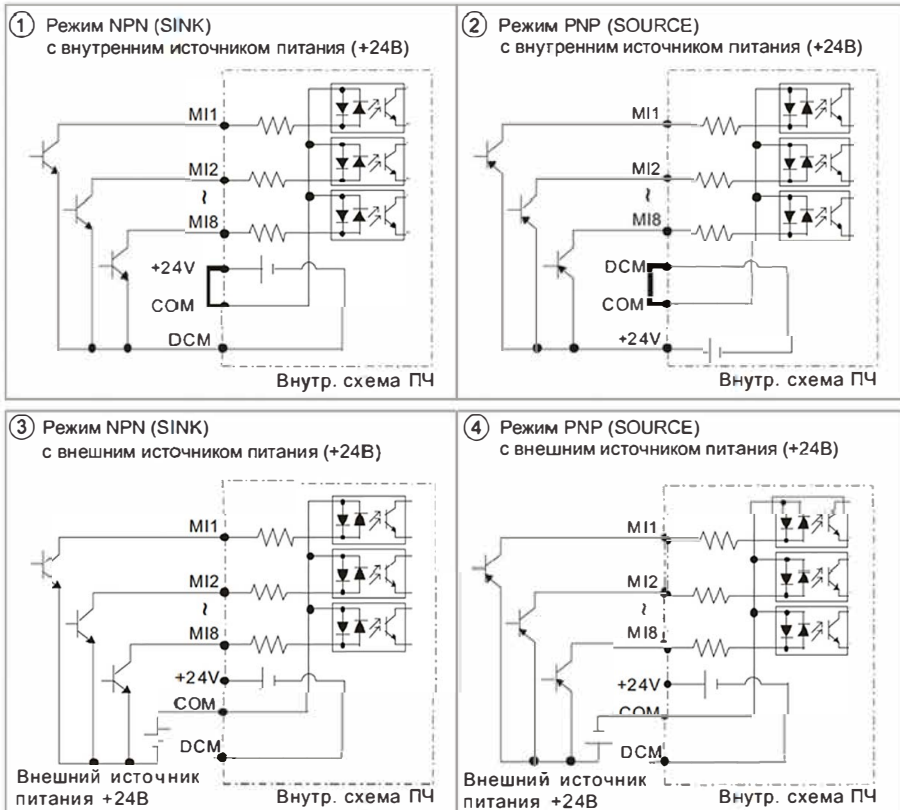 ① Режим NPN (SINK)
с внутренним источником питания (+24В)
MI1
MI2
~
MI8
+24V
COM
DCM
Внутр. схема ПЧ
② Режим PNP (SOURCE)
с внутренним источником питания (+24В)
MI1
MI2
~
MI8
DCM
COM
+24V
Внутр. схема ПЧ
③ Режим NPN (SINK)
с внешним источником питания (+24В)
MI1
MI2
~
MI8
+24V
COM
DCM
Внешний источник
питания +24В
Внутр. схема ПЧ
④ Режим PNP (SOURCE)
с внешним источником питания (+24В)
MI1
MI2
~
MI8
+24V
COM
DCM
Внешний источник
питания +24В
Внутр. схема ПЧ